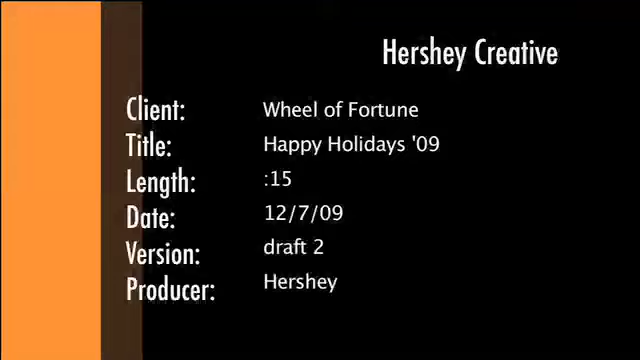 Hershey Creative
Client: Wheel of Fortune
Title: Happy Holidays '09
Length: :15
Date: 12/7/09
Version: draft 2
Producer: Hershey